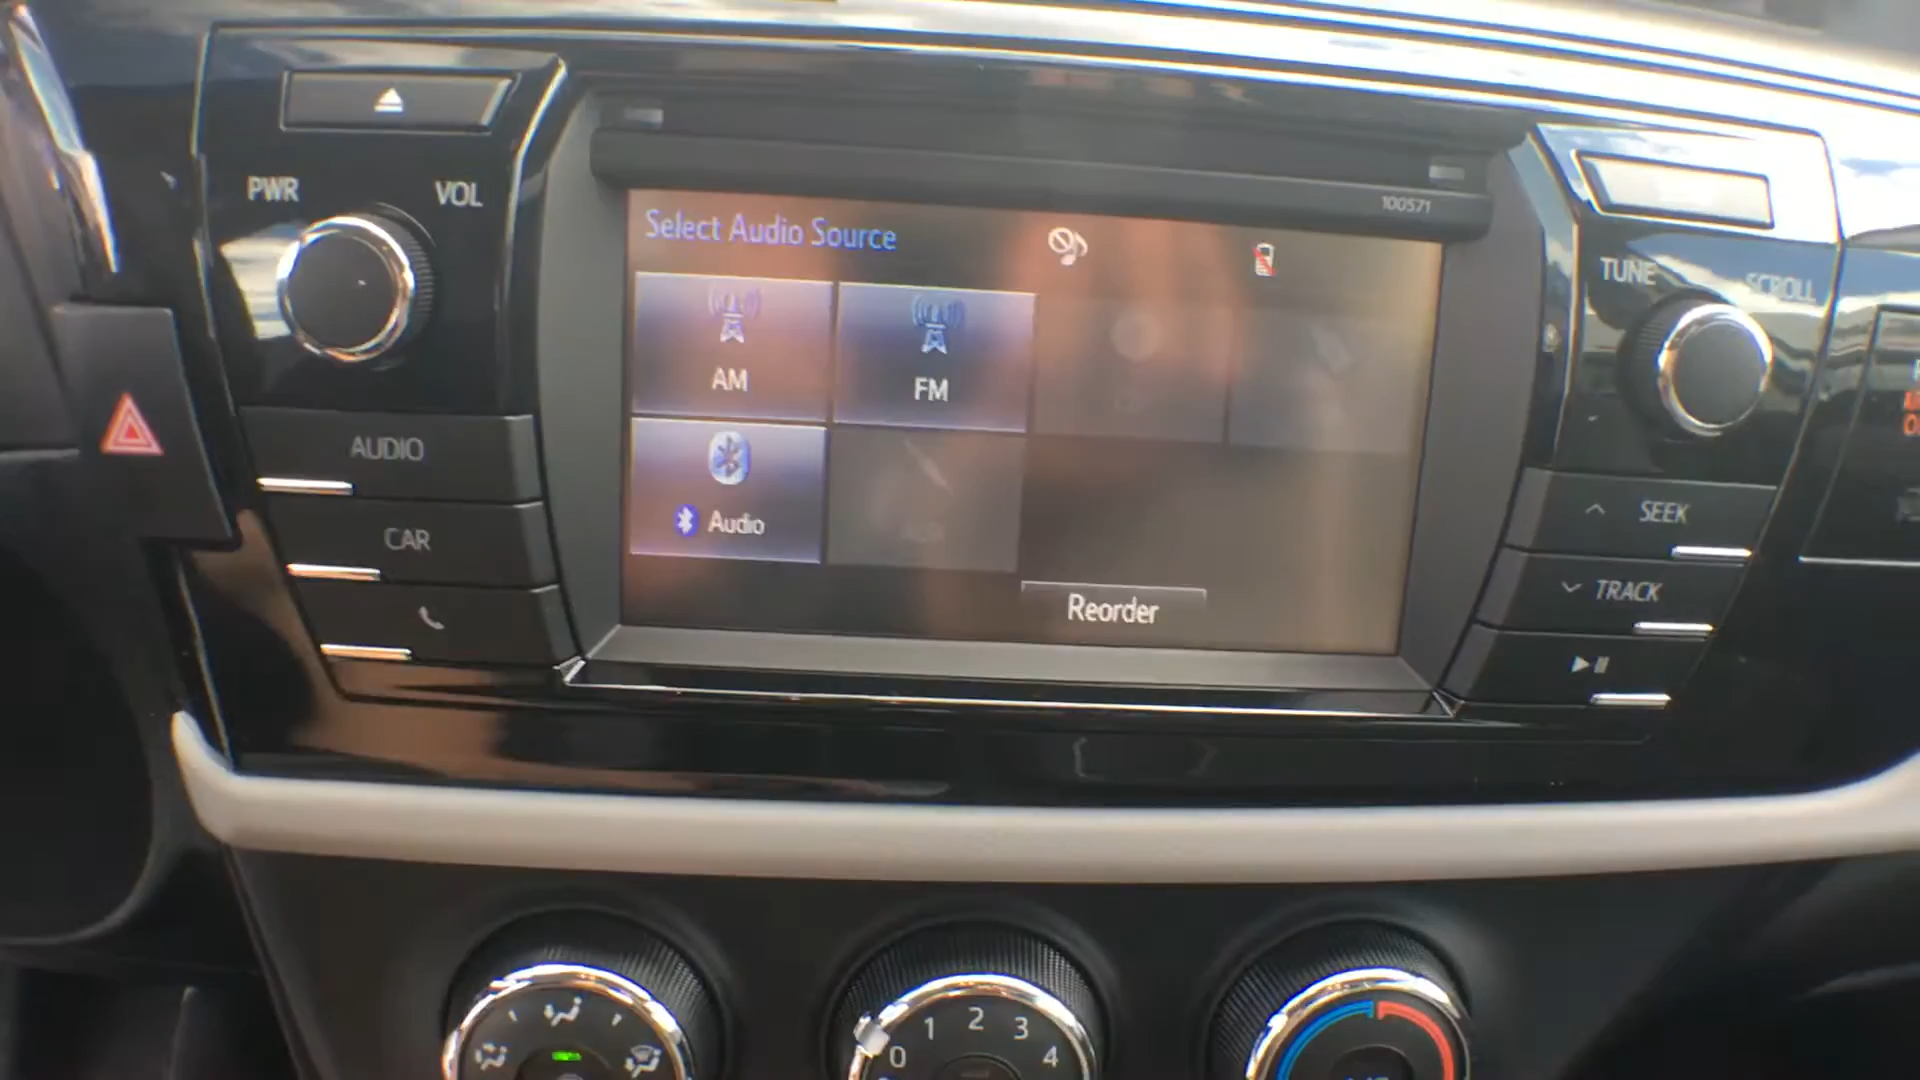 PWR
VOL
100571
Select Audio Source
TUNE
SCROLL
AM
FM
AUDIO
SEEK
Audio
CAR
TRACK
Reorder
0 1 2 3 4